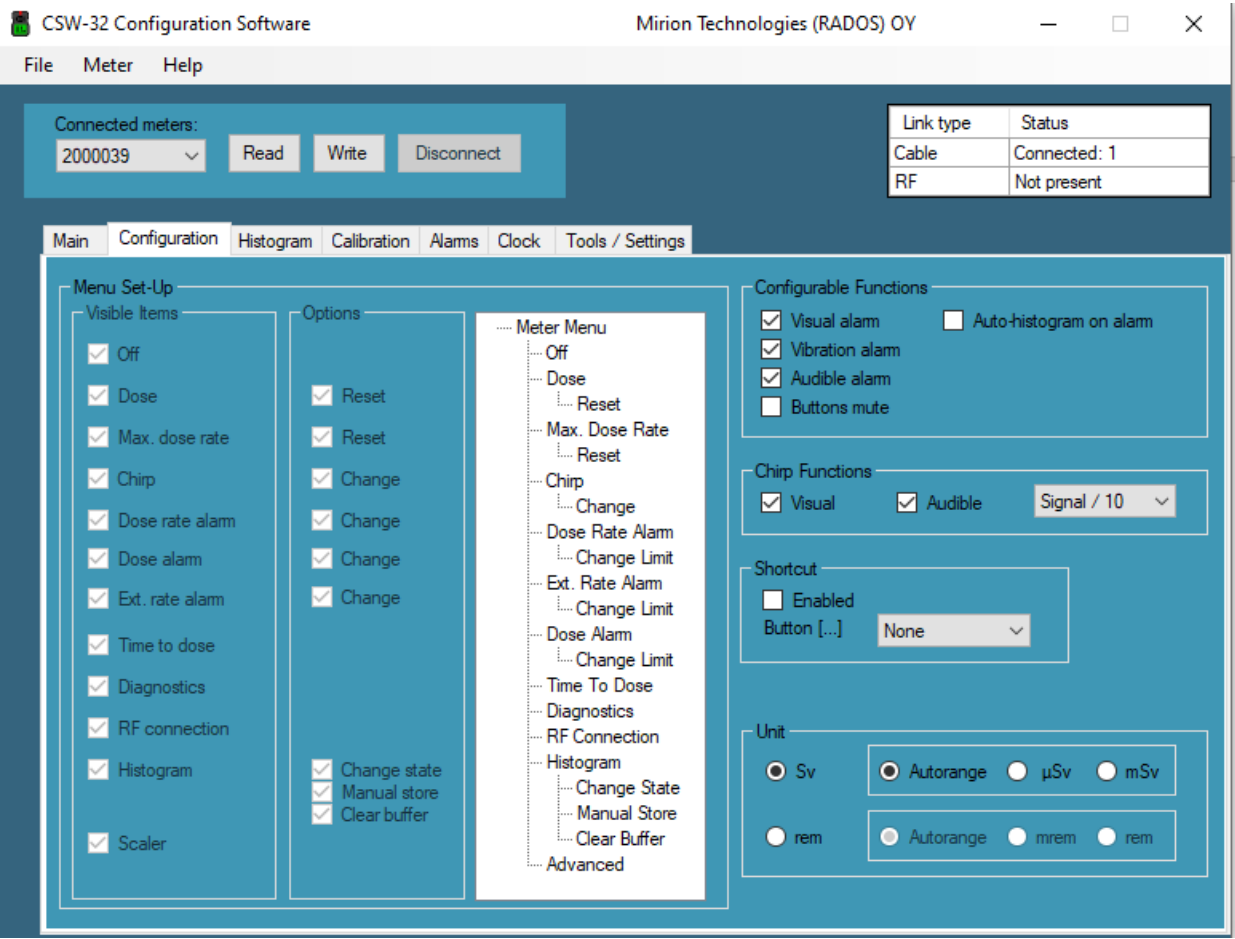 CSW-32 Configuration Software Mirion Technologies (RADOS) OY
File Meter Help
Connected meters:
2000039 Read Write Disconnect
Link type Status
Cable Connected: 1
RF Not present
Main Configuration Histogram Calibration Alarms Clock Tools / Settings
Menu Set-Up
Visible Items
Off
Dose
Max. dose rate
Chirp
Dose rate alarm
Dose alarm
Ext. rate alarm
Time to dose
Diagnostics
RF connection
Histogram
Scaler
Options
Reset
Reset
Change
Change
Change
Change
Change state
Manual store
Clear buffer
Meter Menu
Off
Dose
Reset
Max. Dose Rate
Reset
Chirp
Change
Dose Rate Alarm
Change Limit
Ext. Rate Alarm
Change Limit
Dose Alarm
Change Limit
Time To Dose
Diagnostics
RF Connection
Histogram
Change State
Manual Store
Clear Buffer
Advanced
Configurable Functions
Visual alarm Auto-histogram on alarm
Vibration alarm
Audible alarm
Buttons mute
Chirp Functions
Visual Audible Signal / 10
Shortcut
Enabled
Button [...] None
Unit
Sv Autorange µSv mSv
rem Autorange mrem rem